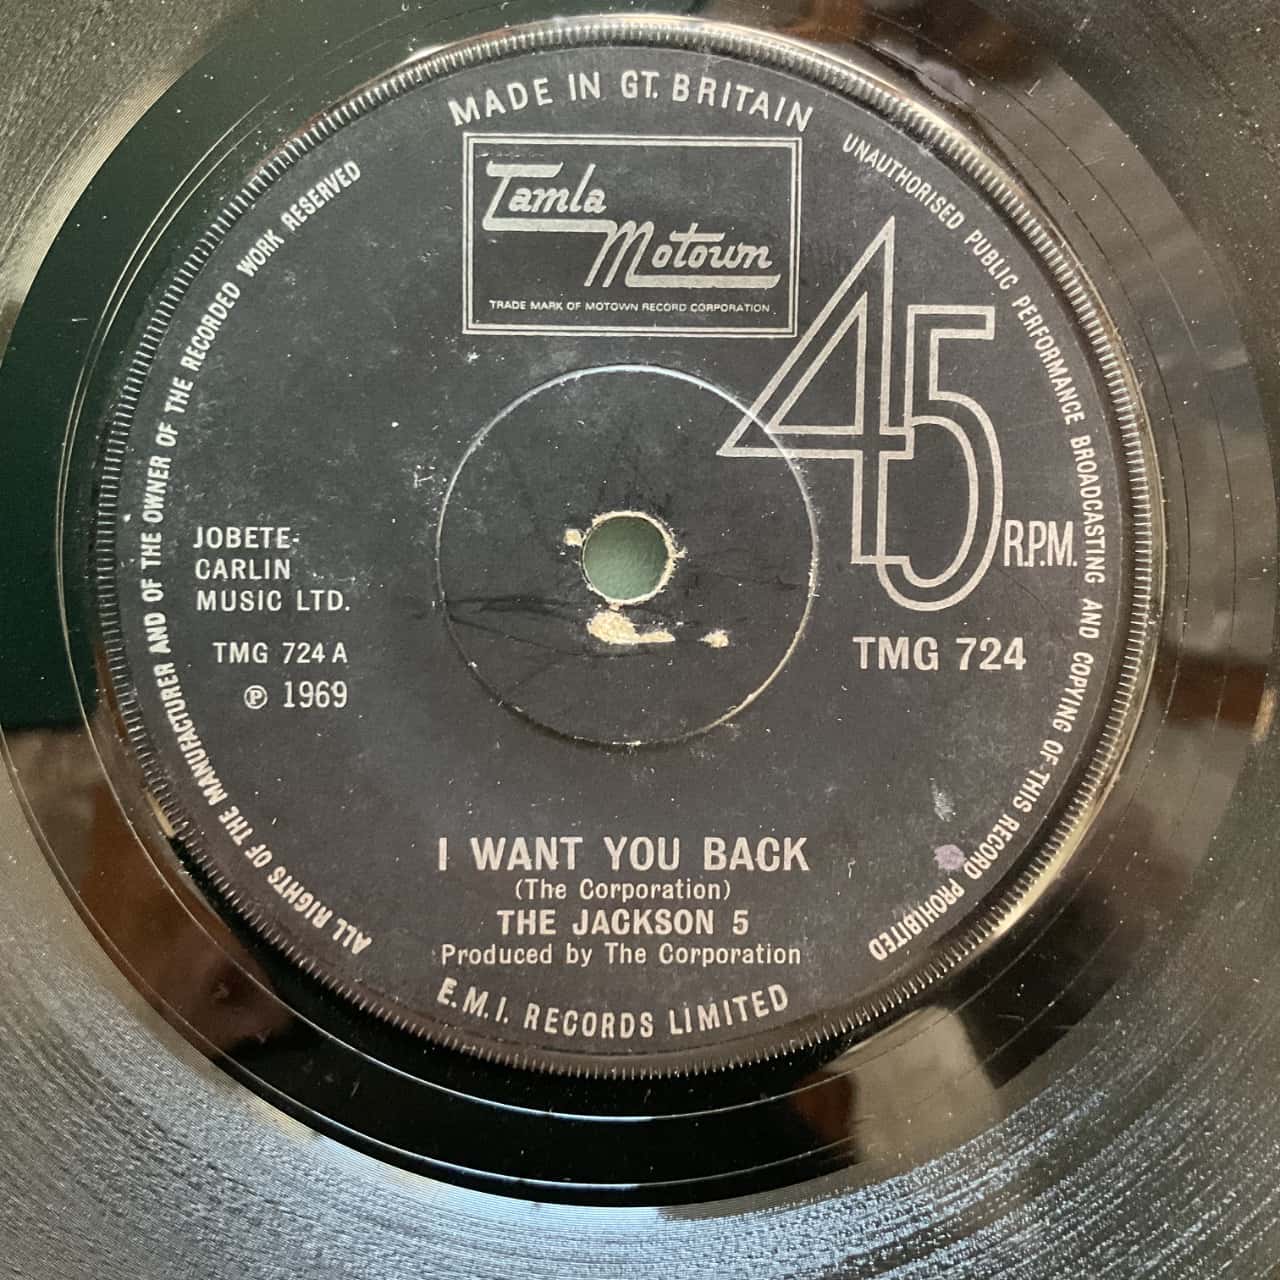 MADE IN GT. BRITAIN
Tamla
Motown
TRADE MARK OF MOTOWN RECORD CORPORATION
45
R.P.M.
UNAUTHORISED PUBLIC PERFORMANCE BROADCASTING AND COPYING OF THIS RECORD PROHIBITED
ALL RIGHTS OF THE MANUFACTURER AND OF THE OWNER OF THE RECORDED WORK RESERVED
JOBETE-
CARLIN
MUSIC LTD.
TMG 724 A
℗ 1969
TMG 724
I WANT YOU BACK
(The Corporation)
THE JACKSON 5
Produced by The Corporation
E.M.I. RECORDS LIMITED